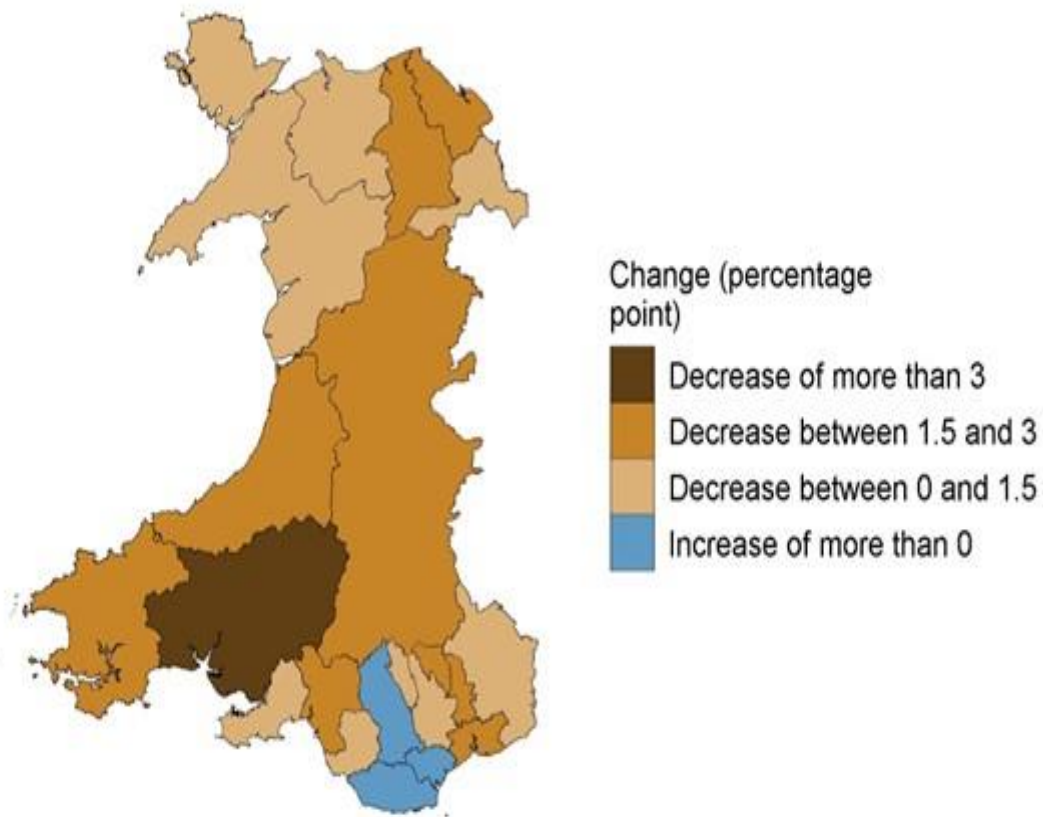 Change (percentage
point)
Decrease of more than 3
Decrease between 1.5 and 3
Decrease between 0 and 1.5
Increase of more than 0